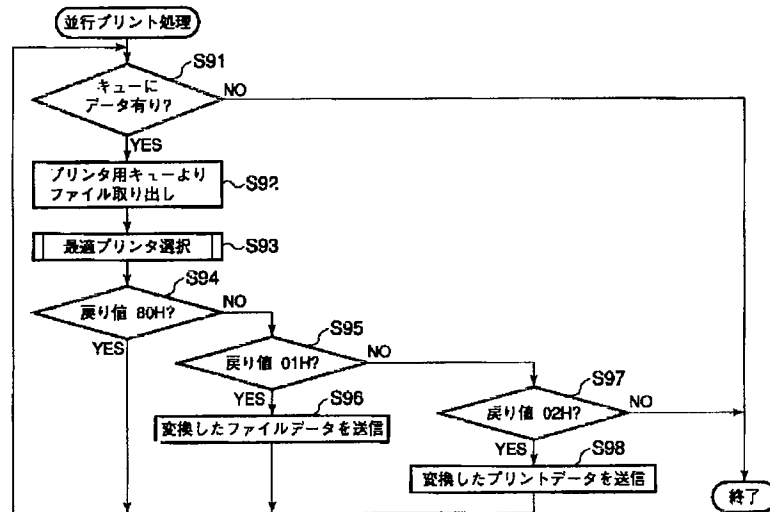 並行プリント処理
S91
キューに
データ有り?
NO
YES
プリンタ用キューより
ファイル取り出し
S92
最適プリンタ選択
S93
S94
戻り値 80H?
NO
YES
S95
戻り値 01H?
NO
YES
S96
変換したファイルデータを送信
S97
戻り値 02H?
NO
YES
S98
変換したプリントデータを送信
終了